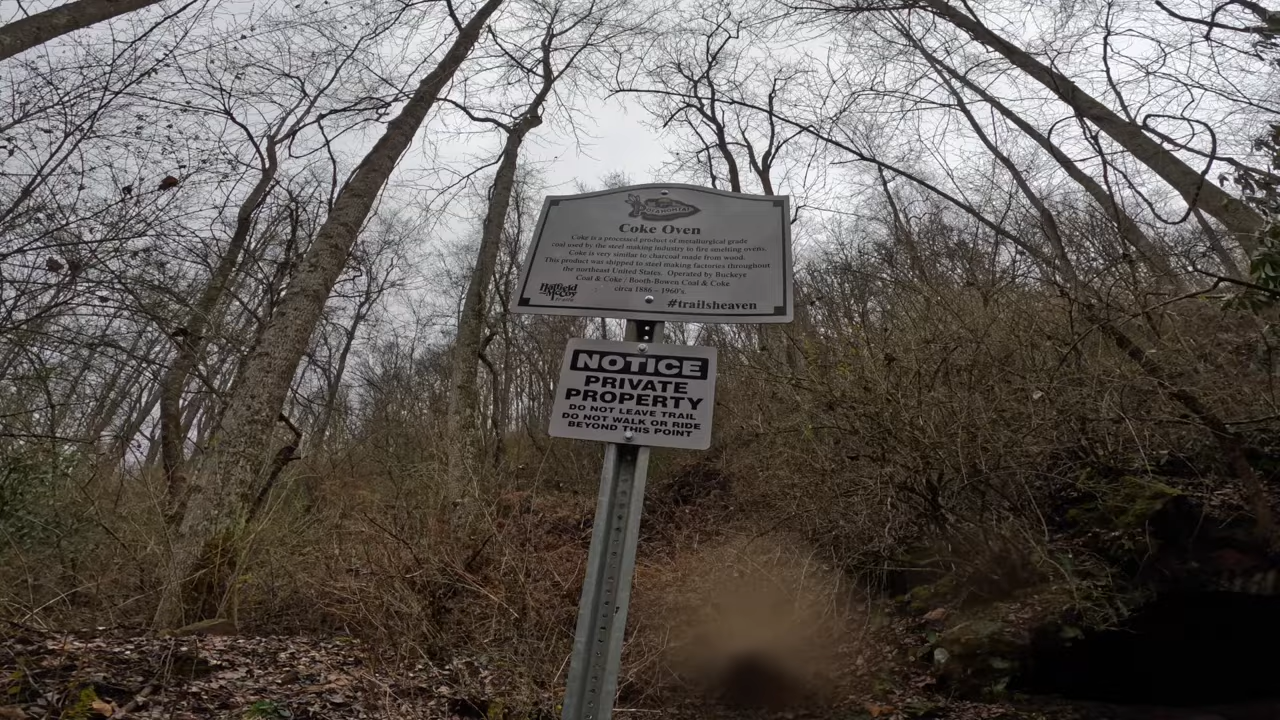 POCAHONTAS
Coke Oven
Coke is a processed product of metallurgical grade
coal used by the steel making industry to fire smelting ovens.
Coke is very similar to charcoal made from wood.
This product was shipped to steel making factories throughout
the northeast United States. Operated by Buckeye
Coal & Coke / Booth-Bowen Coal & Coke
circa 1886 - 1960's.
Hatfield
McCoy
#trailsheaven
NOTICE
PRIVATE
PROPERTY
DO NOT LEAVE TRAIL
DO NOT WALK OR RIDE
BEYOND THIS POINT